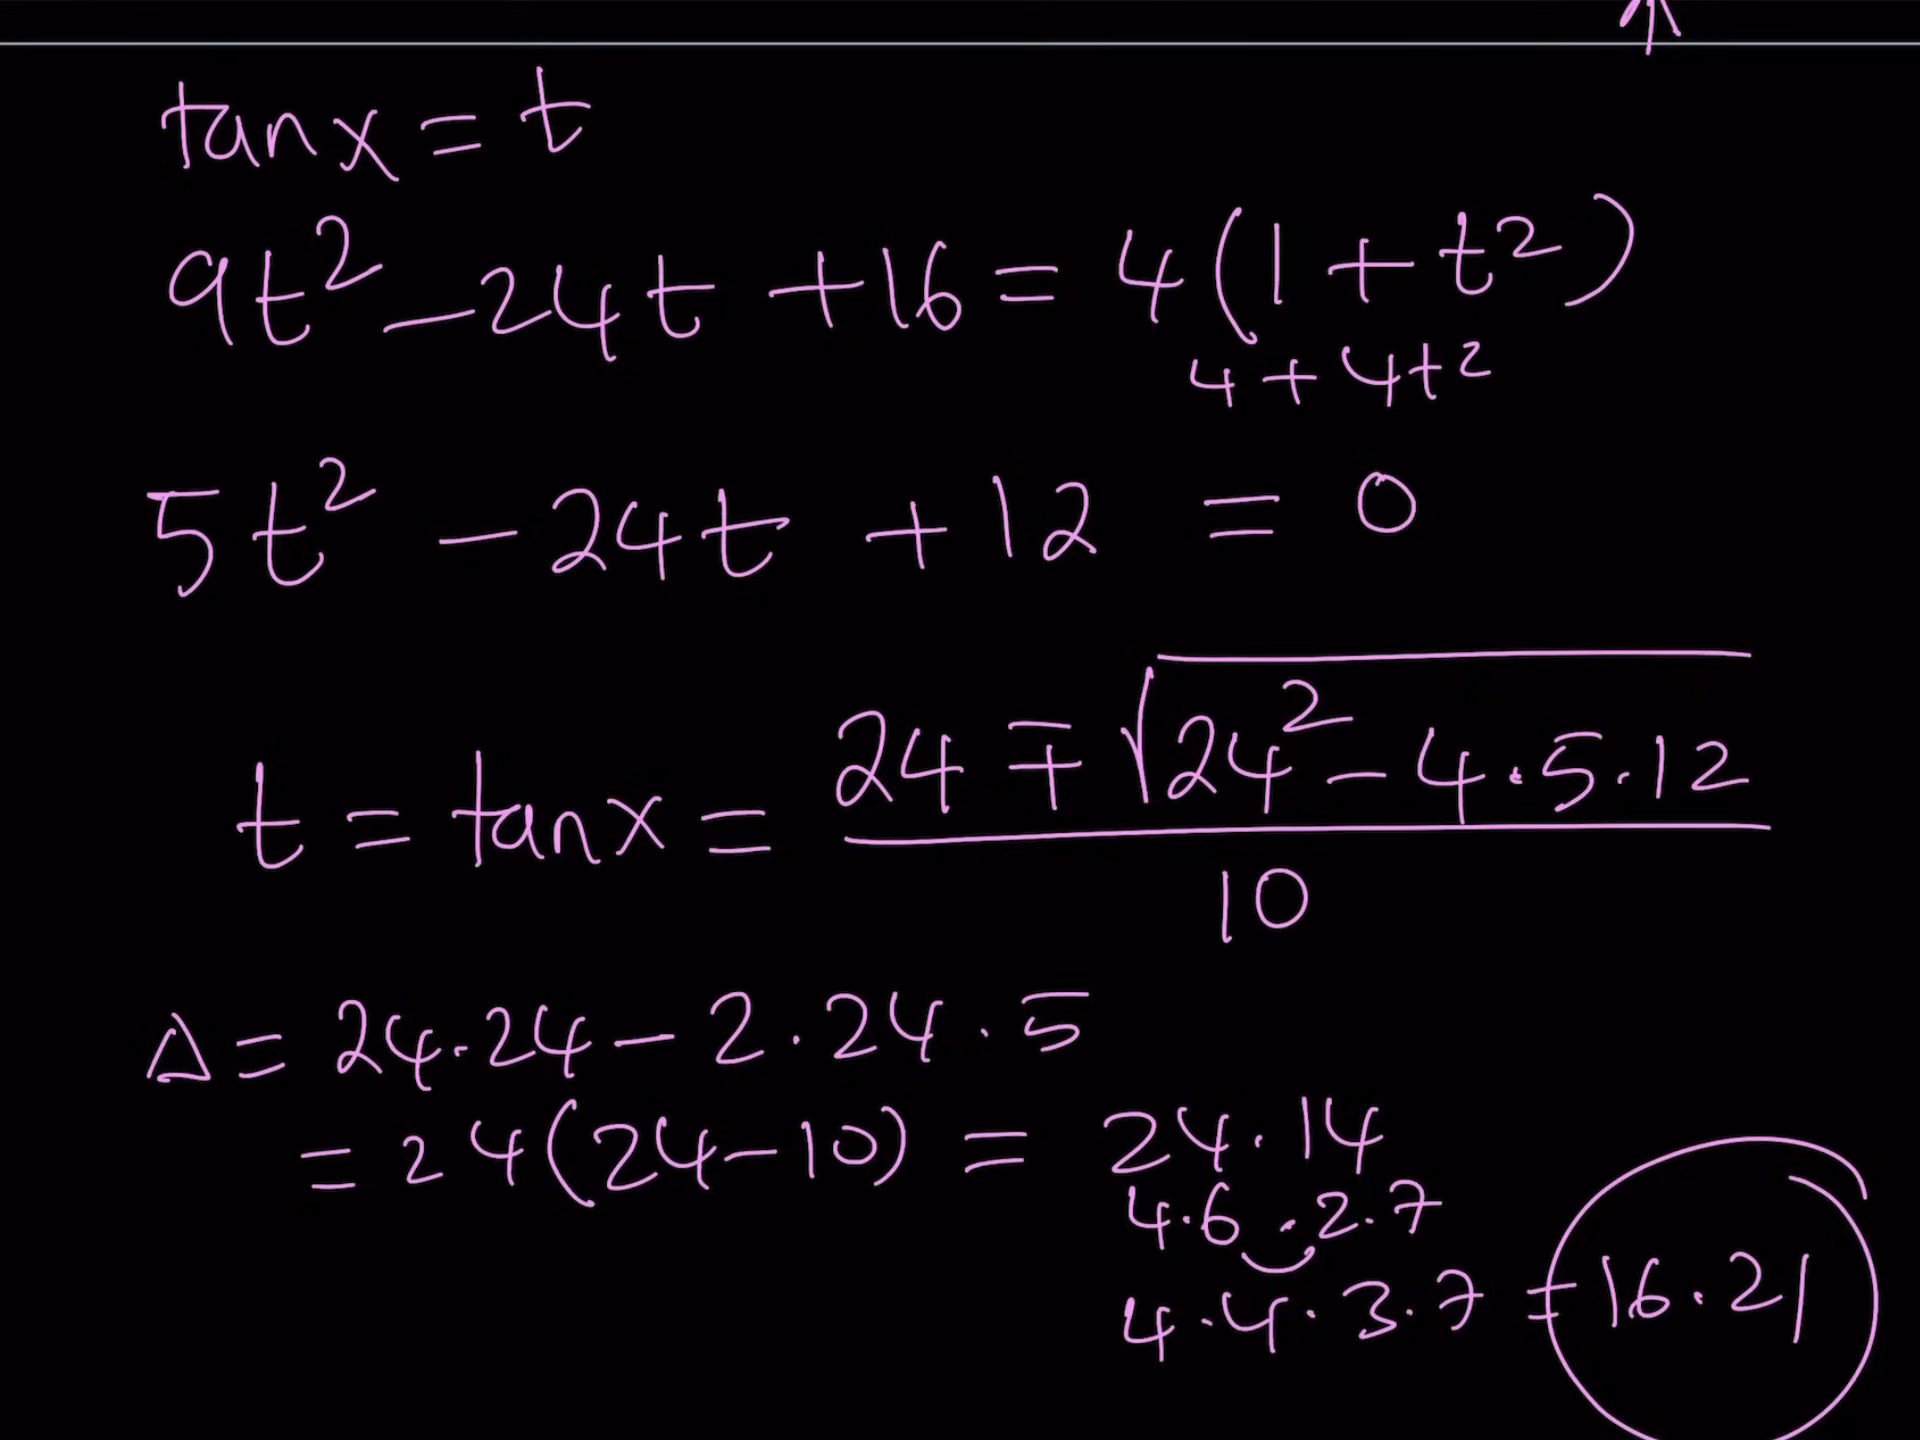 tanx = t
9t² - 24t + 16 = 4(1 + t²)
4 + 4t²
5t² - 24t + 12 = 0
t = tanx = (24 ∓ √(24² - 4·5·12))/10
Δ = 24·24 - 2·24·5
= 24(24-10) = 24·14
4·6·2·7
4·4·3·7 = 16·21